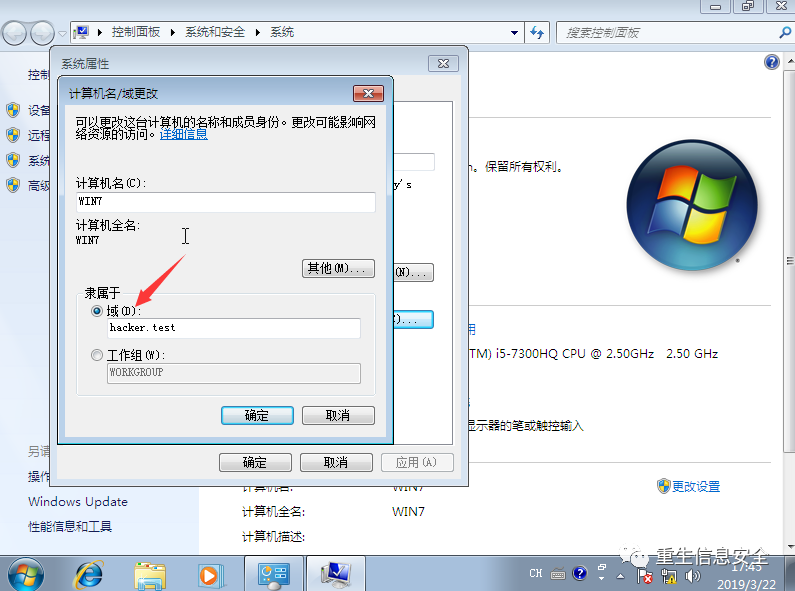 控制面板 系统和安全 系统
搜索控制面板
系统属性
控制
计算机名/域更改
可以更改这台计算机的名称和成员身份。更改可能影响网
络资源的访问。详细信息
设备
远程
系统
高级
。保留所有权利。
y's
计算机名(C):
WIN7
计算机全名:
WIN7
其他(M)...
(N)...
隶属于
域(D):
hacker.test
工作组(W):
WORKGROUP
(TM) i5-7300HQ CPU @ 2.50GHz 2.50 GHz
确定 取消
显示器的笔或触控输入
另请
确定 取消 应用(A)
操作
计算机名: WIN7
更改设置
Windows Update
计算机全名: WIN7
性能信息和工具
计算机描述:
重生信息安全
CH
17:43
2019/3/22